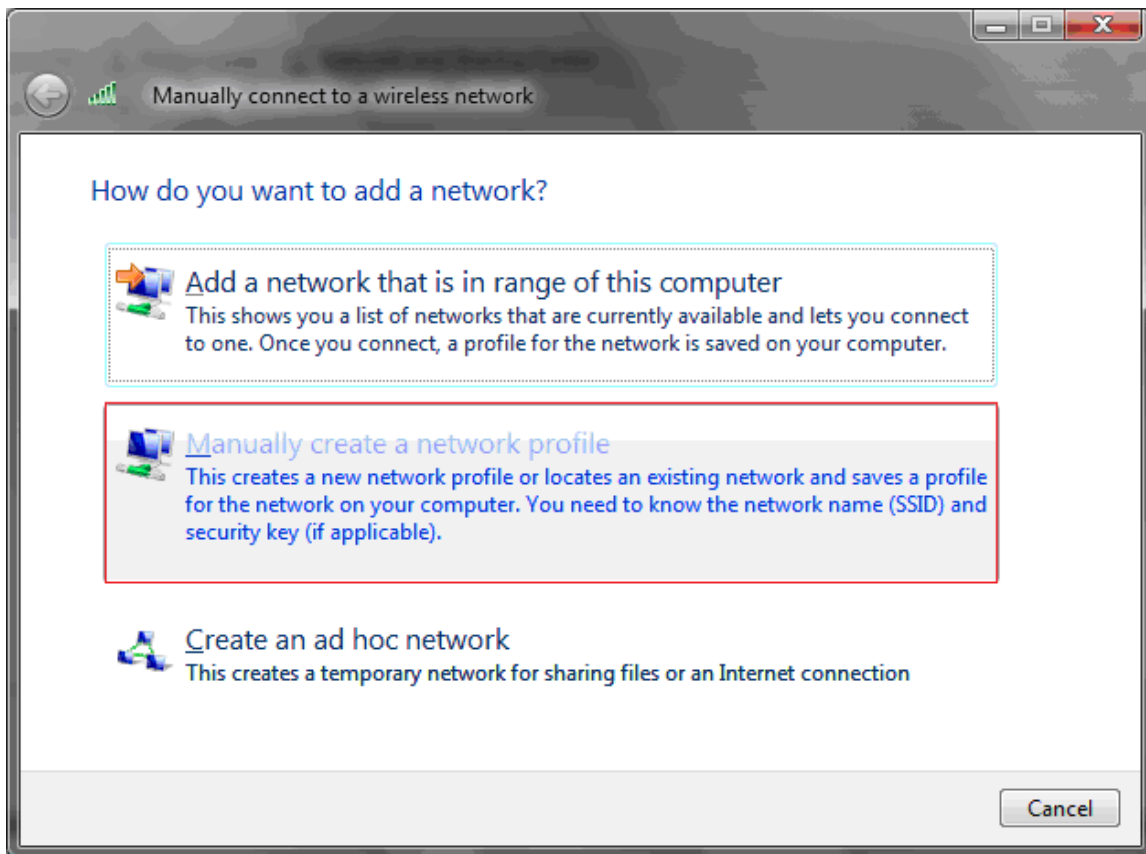 Manually connect to a wireless network
How do you want to add a network?
Add a network that is in range of this computer
This shows you a list of networks that are currently available and lets you connect
to one. Once you connect, a profile for the network is saved on your computer.
Manually create a network profile
This creates a new network profile or locates an existing network and saves a profile
for the network on your computer. You need to know the network name (SSID) and
security key (if applicable).
Create an ad hoc network
This creates a temporary network for sharing files or an Internet connection
Cancel